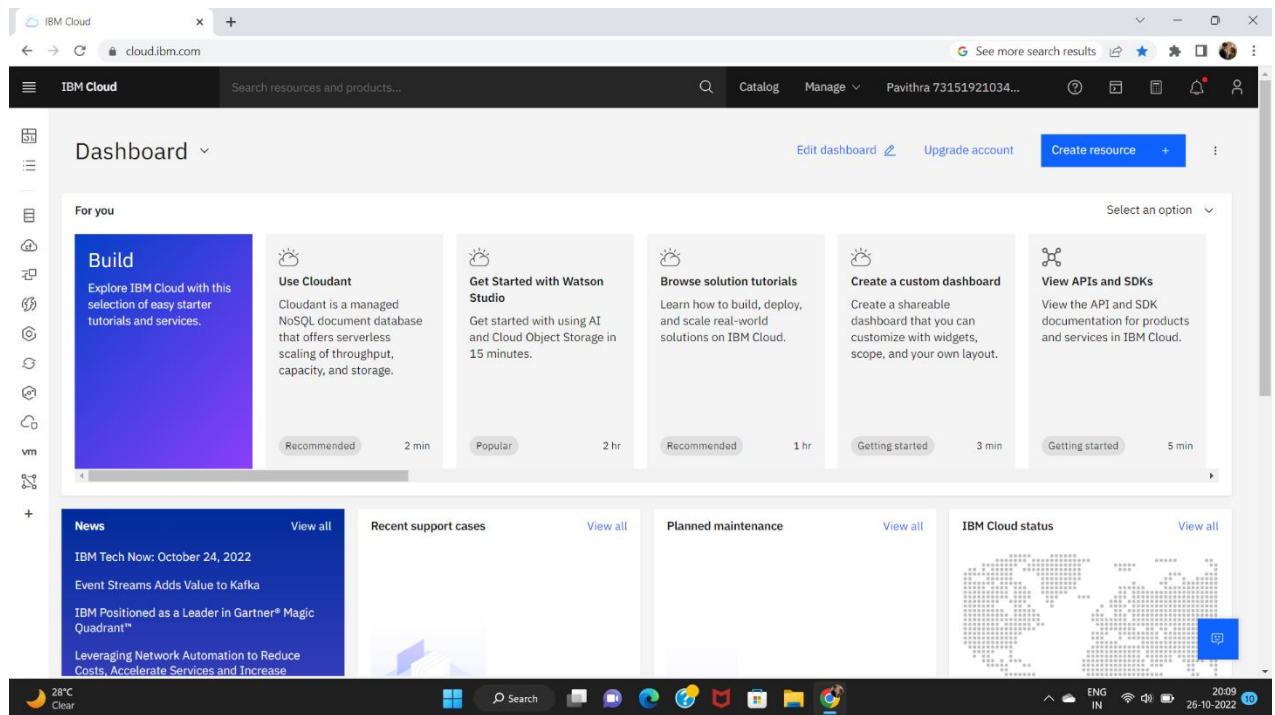 IBM Cloud
cloud.ibm.com
See more search results
IBM Cloud
Search resources and products...
Catalog
Manage
Pavithra 73151921034...
Dashboard
Edit dashboard
Upgrade account
Create resource +
For you
Select an option
Build
Explore IBM Cloud with this
selection of easy starter
tutorials and services.
Use Cloudant
Cloudant is a managed
NoSQL document database
that offers serverless
scaling of throughput,
capacity, and storage.
Recommended
2 min
Get Started with Watson
Studio
Get started with using AI
and Cloud Object Storage in
15 minutes.
Popular
2 hr
Browse solution tutorials
Learn how to build, deploy,
and scale real-world
solutions on IBM Cloud.
Recommended
1 hr
Create a custom dashboard
Create a shareable
dashboard that you can
customize with widgets,
scope, and your own layout.
Getting started
3 min
View APIs and SDKs
View the API and SDK
documentation for products
and services in IBM Cloud.
Getting started
5 min
vm
News
View all
IBM Tech Now: October 24, 2022
Event Streams Adds Value to Kafka
IBM Positioned as a Leader in Gartner® Magic
Quadrant™
Leveraging Network Automation to Reduce
Costs, Accelerate Services and Increase
Recent support cases
View all
Planned maintenance
View all
IBM Cloud status
View all
28°C
Clear
Search
ENG
IN
20:09
26-10-2022
10